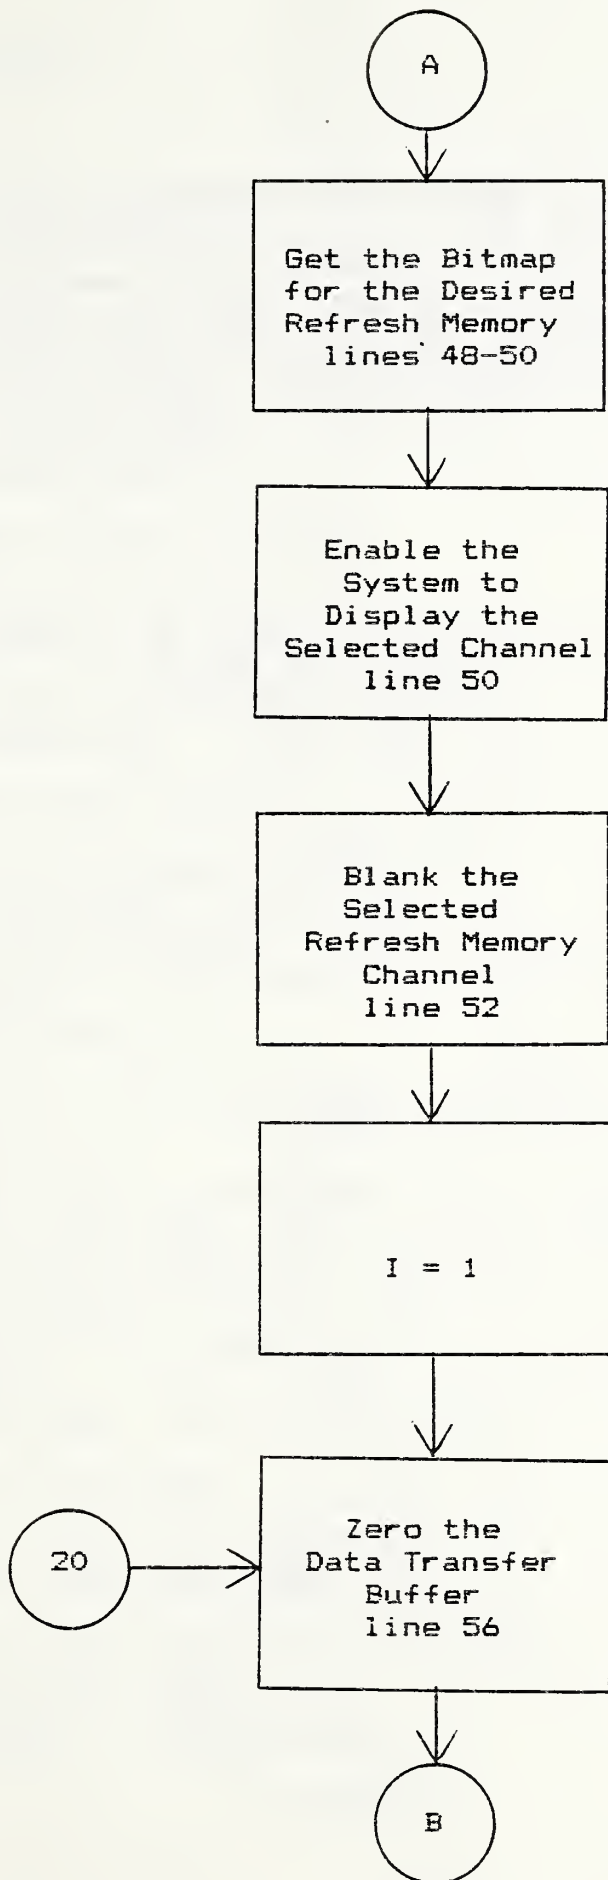 A
Get the Bitmap
for the Desired
Refresh Memory
lines 48-50
Enable the
System to
Display the
Selected Channel
line 50
Blank the
Selected
Refresh Memory
Channel
line 52
I = 1
20
Zero the
Data Transfer
Buffer
line 56
B